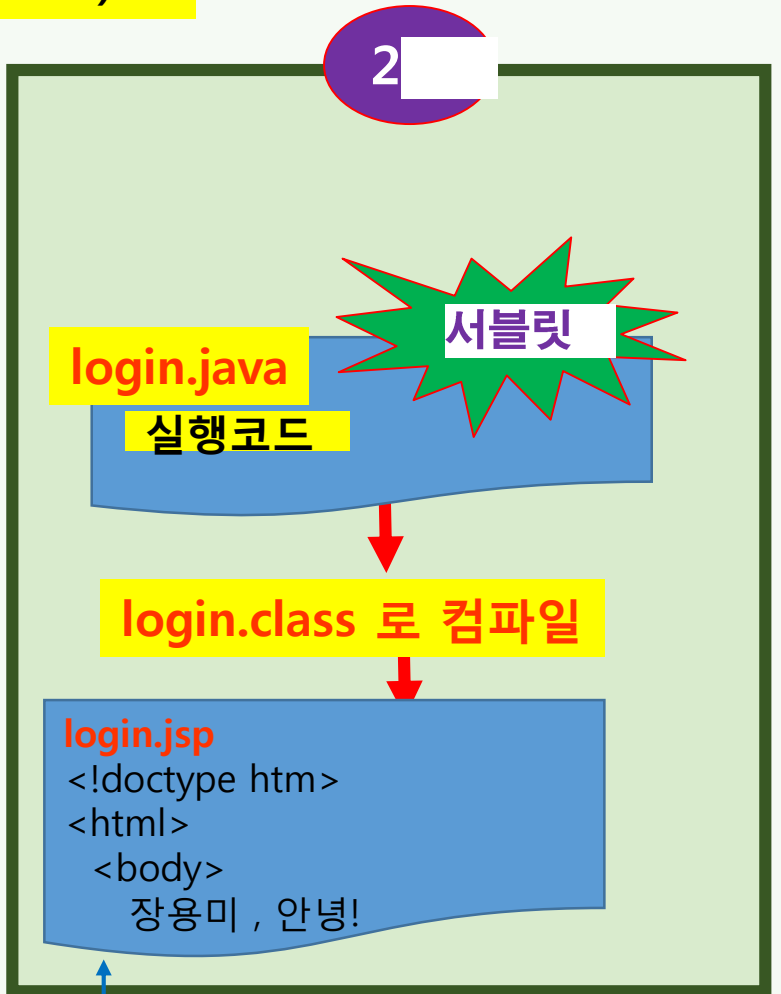 2
서블릿
login.java
실행코드
login.class 로 컴파일
login.jsp
<!doctype htm>
<html>
<body>
장용미 , 안녕!